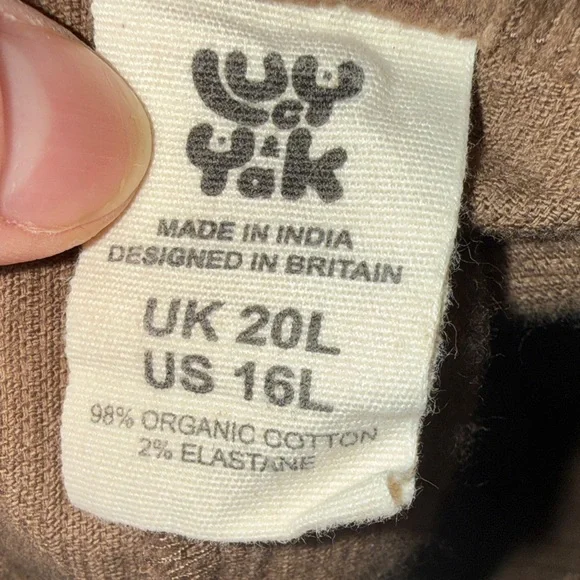 LUCY
& YaK
MADE IN INDIA
DESIGNED IN BRITAIN
UK 20L
US 16L
98% ORGANIC COTTON
2% ELASTANE